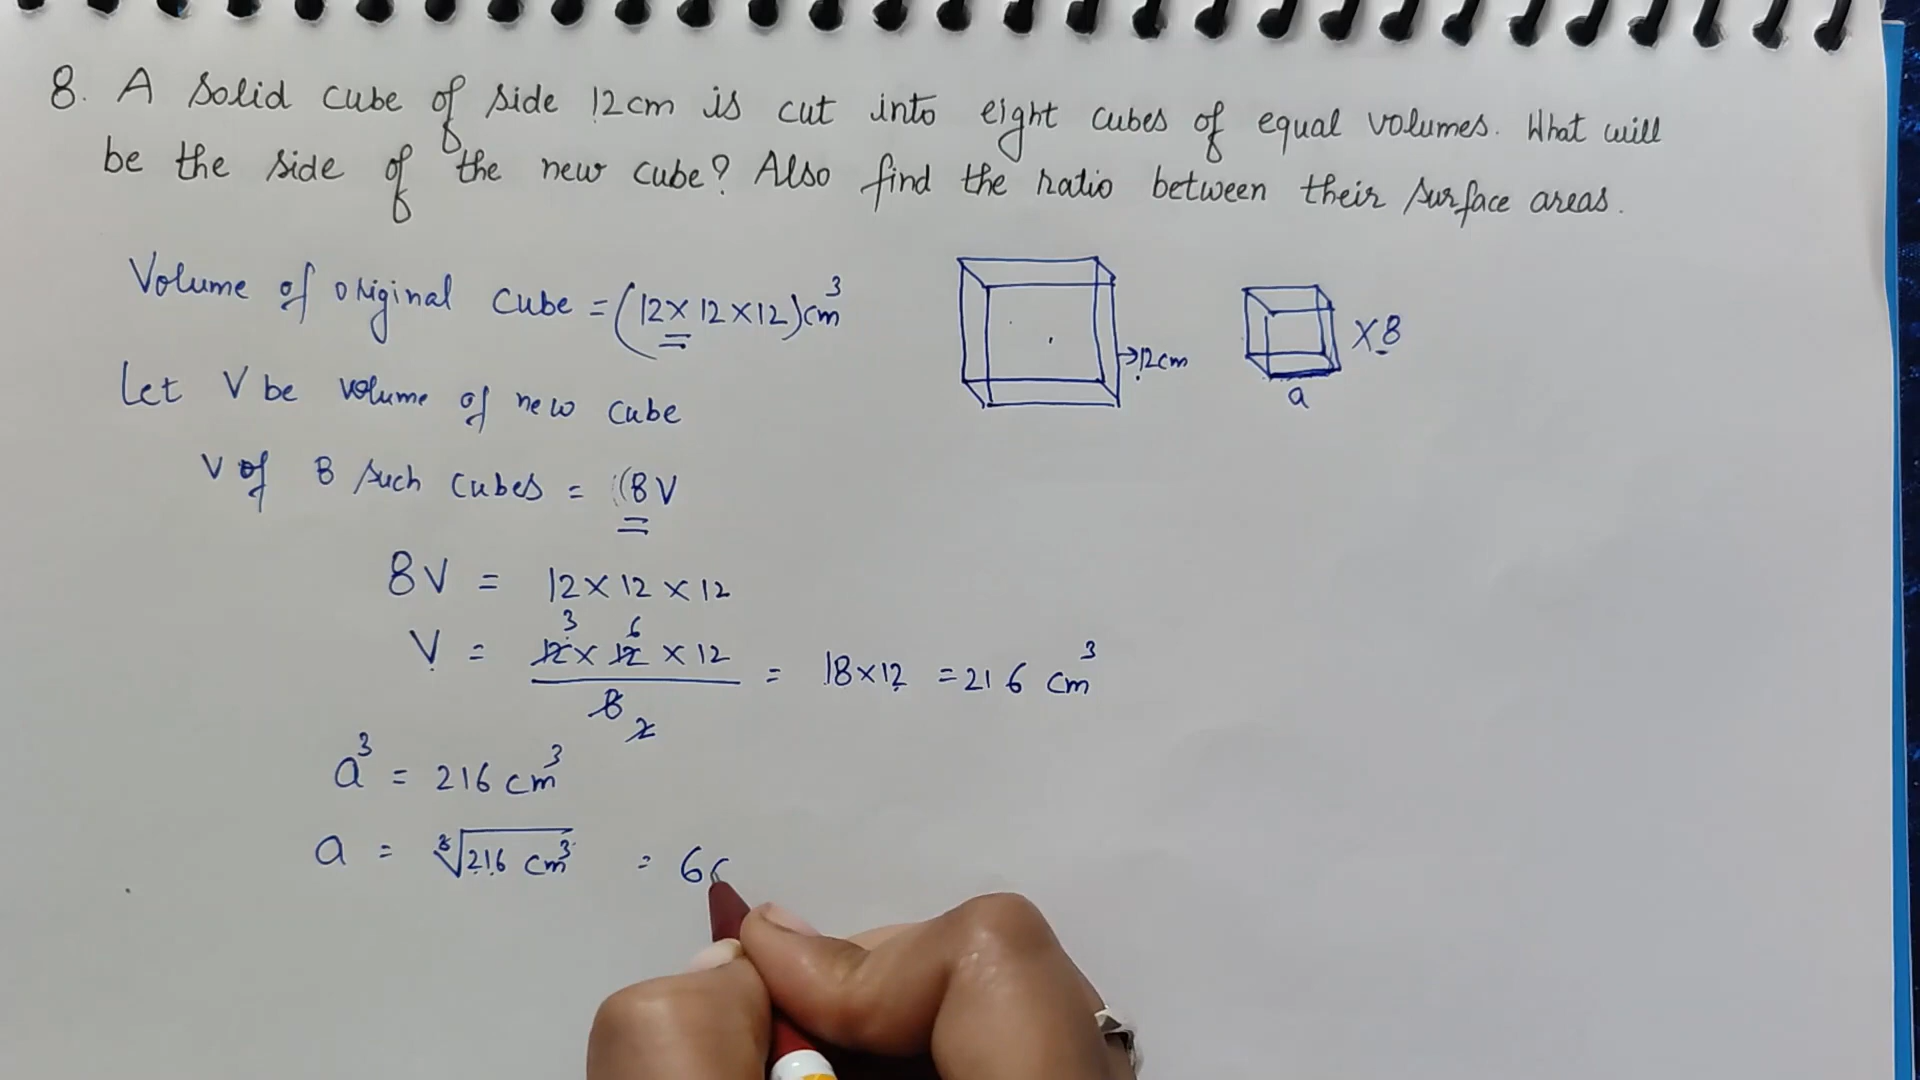 8. A solid cube of side 12cm is cut into eight cubes of equal volumes. What will
be the side of the new cube? Also find the ratio between their surface areas.
Volume of original cube = (12 × 12 × 12) cm³
→12cm
×8
a
Let V be volume of new cube
V of 8 such cubes = (8V
8V = 12 × 12 × 12
3 6
V = 12 × 12 × 12 = 18×12 = 216 cm³
8 2
a³ = 216 cm³
a = ∛216 cm³ = 6c